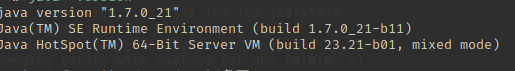 java version "1.7.0_21"
Java(TM) SE Runtime Environment (build 1.7.0_21-b11)
Java HotSpot(TM) 64-Bit Server VM (build 23.21-b01, mixed mode)